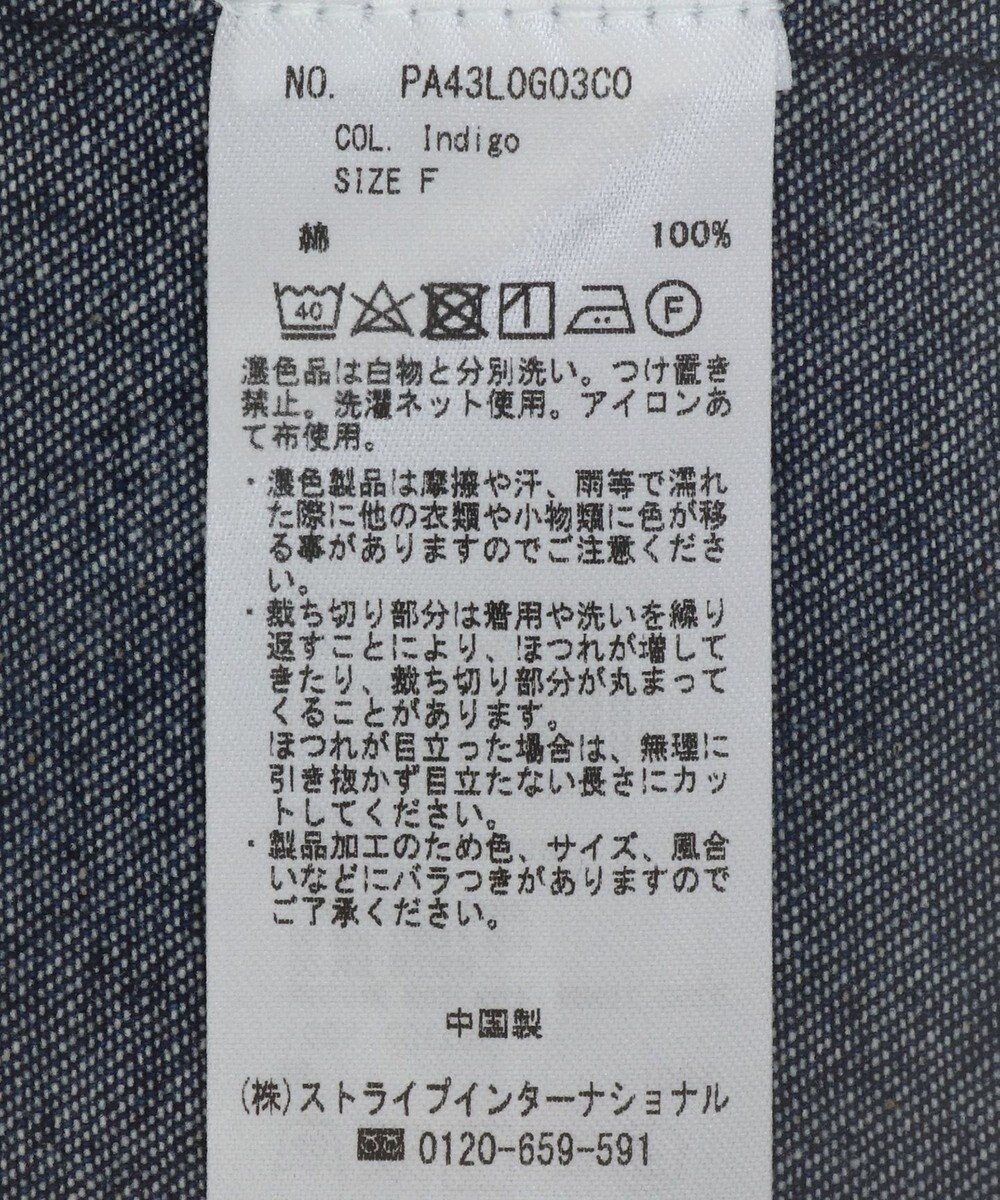 NO. PA43L0G03C0
COL. Indigo
SIZE F
綿 100%
40 F
濃色品は白物と分別洗い。つけ置き
禁止。洗濯ネット使用。アイロンあ
て布使用。
・濃色製品は摩擦や汗、雨等で濡れ
た際に他の衣類や小物類に色が移
る事がありますのでご注意くださ
い。
・裁ち切り部分は着用や洗いを繰り
返すことにより、ほつれが増して
きたり、裁ち切り部分が丸まって
くることがあります。
ほつれが目立った場合は、無理に
引き抜かず目立たない長さにカッ
トしてください。
・製品加工のため色、サイズ、風合
いなどにバラつきがありますので
ご了承ください。
中国製
(株)ストライプインターナショナル
0120-659-591